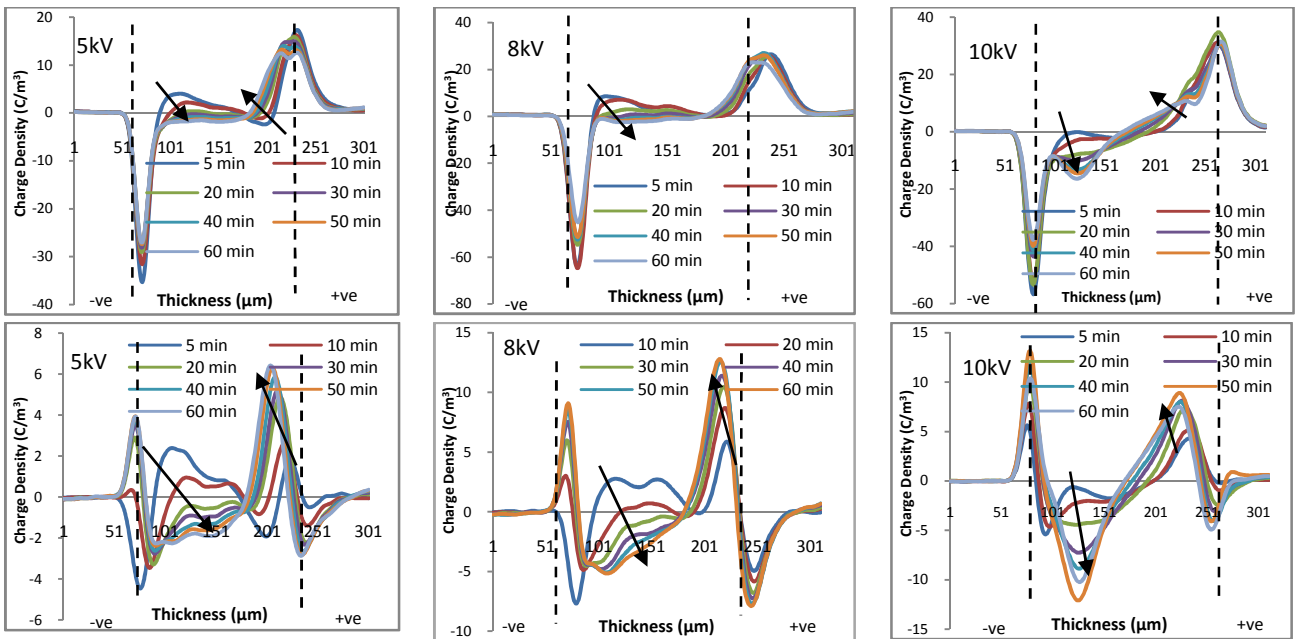 5kV
Charge Density (C/m³)
20
10
0
-10
-20
-30
-40
1 51 101 151 201 251 301
5 min 10 min
20 min 30 min
40 min 50 min
60 min
-ve Thickness (µm) +ve
8kV
Charge Density (C/m³)
40
20
0
-20
-40
-60
-80
1 51 101 151 201 251 301
5 min 10 min
20 min 30 min
40 min 50 min
60 min
-ve Thickness (µm) +ve
10kV
Charge Density (C/m³)
40
20
0
-20
-40
-60
1 51 101 151 201 251 301
5 min 10 min
20 min 30 min
40 min 50 min
60 min
-ve Thickness (µm) +ve
5kV
Charge Density (C/m³)
8
6
4
2
0
-2
-4
-6
1 51 101 151 201 251 301
5 min 10 min
20 min 30 min
40 min 50 min
60 min
-ve Thickness (µm) +ve
8kV
Charge Density (C/m³)
15
10
5
0
-5
-10
1 51 101 151 201 251 301
10 min 20 min
30 min 40 min
50 min 60 min
-ve Thickness (µm) +ve
10kV
Charge Density (C/m³)
15
10
5
0
-5
-10
-15
1 51 101 151 201 251 301
5 min 10 min
20 min 30 min
40 min 50 min
60 min
-ve Thickness (µm) +ve